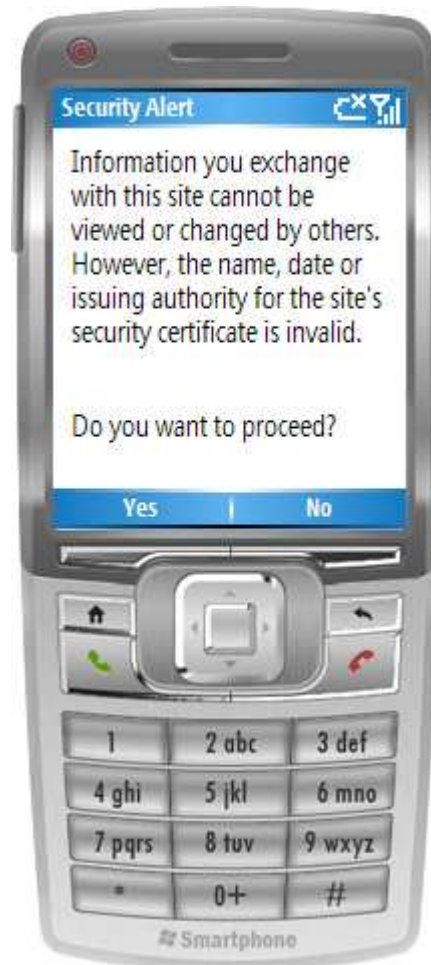 Security Alert
Information you exchange
with this site cannot be
viewed or changed by others.
However, the name, date or
issuing authority for the site's
security certificate is invalid.
Do you want to proceed?
Yes No
1 2 abc 3 def
4 ghi 5 jkl 6 mno
7 pqrs 8 tuv 9 wxyz
* 0+ #
Smartphone